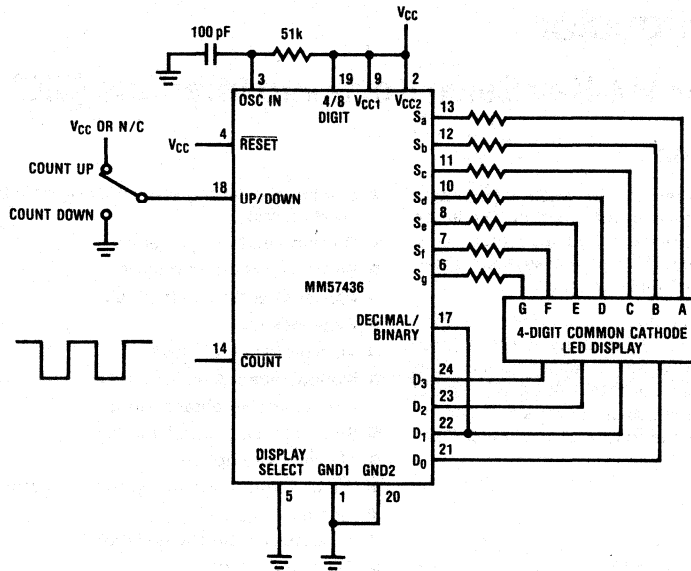 VCC
100 pF
51k
3
19
9
2
OSC IN
4/8 DIGIT
VCC1
VCC2
VCC
4
RESET
VCC OR N/C
COUNT UP
COUNT DOWN
18
UP/DOWN
MM57436
DECIMAL/
BINARY
17
14
COUNT
Sa
13
Sb
12
Sc
11
Sd
10
Se
8
Sf
7
Sg
6
G F E D C B A
4-DIGIT COMMON CATHODE
LED DISPLAY
D3
24
D2
23
D1
22
D0
21
DISPLAY
SELECT
GND1
GND2
5
1
20